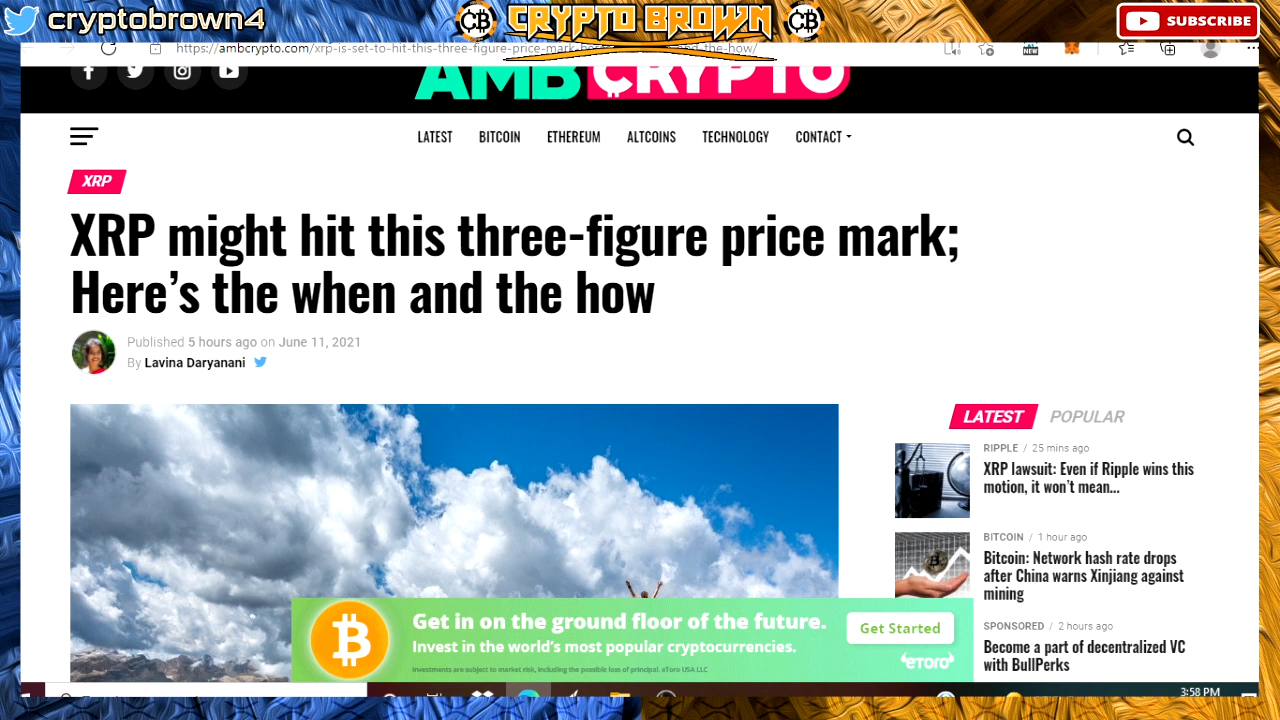 cryptobrown4
CB
CRYPTO BROWN
CB
SUBSCRIBE
https://ambcrypto.com/xrp-is-set-to-hit-this-three-figure-price-mark-
and-the-how/
NEW
AMBCRYPTO
LATEST
BITCOIN
ETHEREUM
ALTCOINS
TECHNOLOGY
CONTACT
XRP
XRP might hit this three-figure price mark;
Here’s the when and the how
Published 5 hours ago on June 11, 2021
By Lavina Daryanani
LATEST
POPULAR
RIPPLE / 25 mins ago
XRP lawsuit: Even if Ripple wins this
motion, it won’t mean...
BITCOIN / 1 hour ago
Bitcoin: Network hash rate drops
after China warns Xinjiang against
mining
SPONSORED / 2 hours ago
Become a part of decentralized VC
with BullPerks
Get in on the ground floor of the future.
Invest in the world’s most popular cryptocurrencies.
Investments are subject to market risk, including the possible loss of principal. eToro USA LLC
Get Started
eToro
3:58 PM